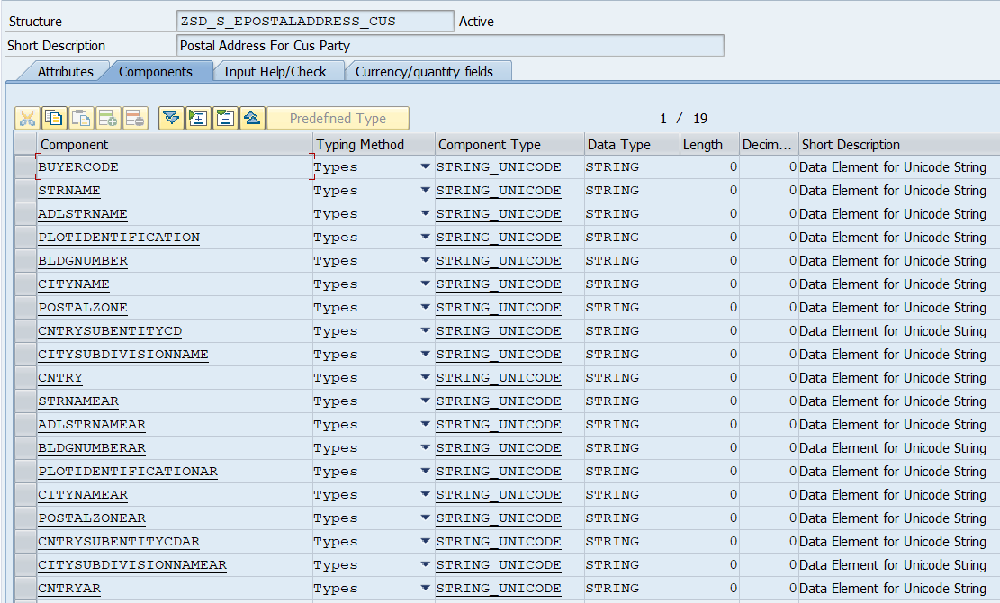 Structure ZSD_S_EPOSTALADDRESS_CUS Active
Short Description Postal Address For Cus Party
Attributes Components Input Help/Check Currency/quantity fields
Predefined Type 1 / 19
Component Typing Method Component Type Data Type Length Decim... Short Description
BUYERCODE Types STRING_UNICODE STRING 0 0 Data Element for Unicode String
STRNAME Types STRING_UNICODE STRING 0 0 Data Element for Unicode String
ADLSTRNAME Types STRING_UNICODE STRING 0 0 Data Element for Unicode String
PLOTIDENTIFICATION Types STRING_UNICODE STRING 0 0 Data Element for Unicode String
BLDGNUMBER Types STRING_UNICODE STRING 0 0 Data Element for Unicode String
CITYNAME Types STRING_UNICODE STRING 0 0 Data Element for Unicode String
POSTALZONE Types STRING_UNICODE STRING 0 0 Data Element for Unicode String
CNTRYSUBENTITYCD Types STRING_UNICODE STRING 0 0 Data Element for Unicode String
CITYSUBDIVISIONNAME Types STRING_UNICODE STRING 0 0 Data Element for Unicode String
CNTRY Types STRING_UNICODE STRING 0 0 Data Element for Unicode String
STRNAMEAR Types STRING_UNICODE STRING 0 0 Data Element for Unicode String
ADLSTRNAMEAR Types STRING_UNICODE STRING 0 0 Data Element for Unicode String
BLDGNUMBERAR Types STRING_UNICODE STRING 0 0 Data Element for Unicode String
PLOTIDENTIFICATIONAR Types STRING_UNICODE STRING 0 0 Data Element for Unicode String
CITYNAMEAR Types STRING_UNICODE STRING 0 0 Data Element for Unicode String
POSTALZONEAR Types STRING_UNICODE STRING 0 0 Data Element for Unicode String
CNTRYSUBENTITYCDAR Types STRING_UNICODE STRING 0 0 Data Element for Unicode String
CITYSUBDIVISIONNAMEAR Types STRING_UNICODE STRING 0 0 Data Element for Unicode String
CNTRYAR Types STRING_UNICODE STRING 0 0 Data Element for Unicode String